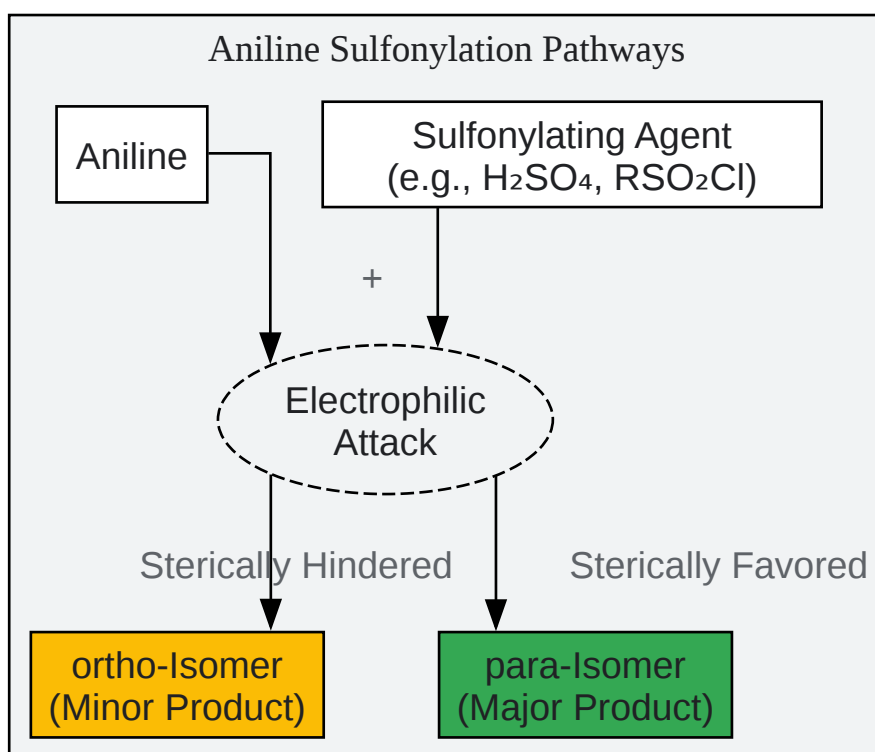 Aniline Sulfonylation Pathways
Aniline
Sulfonylating Agent
(e.g., H₂SO₄, RSO₂Cl)
+
Electrophilic
Attack
Sterically Hindered
Sterically Favored
ortho-Isomer
(Minor Product)
para-Isomer
(Major Product)